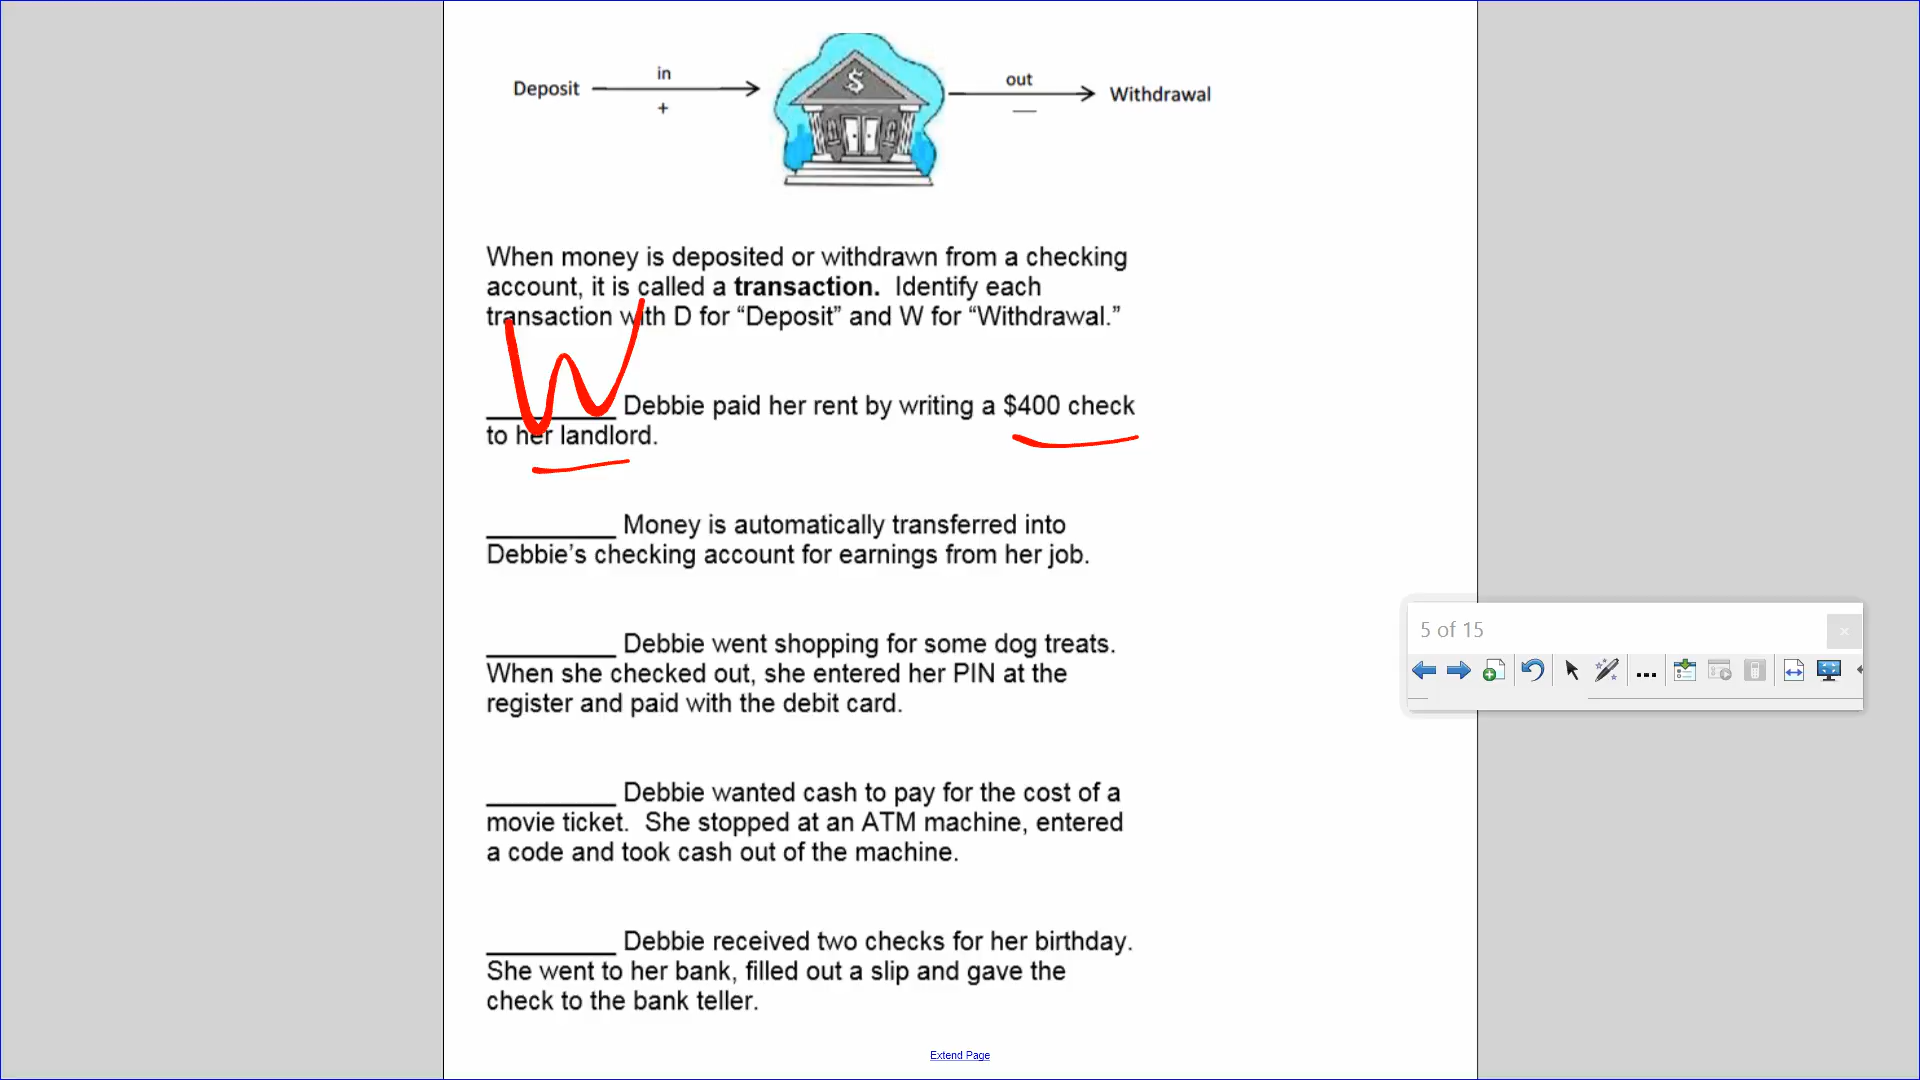 Deposit in + $ out — Withdrawal
When money is deposited or withdrawn from a checking
account, it is called a transaction. Identify each
transaction with D for “Deposit” and W for “Withdrawal.”
W
_________ Debbie paid her rent by writing a $400 check
to her landlord.
_________ Money is automatically transferred into
Debbie’s checking account for earnings from her job.
_________ Debbie went shopping for some dog treats.
When she checked out, she entered her PIN at the
register and paid with the debit card.
_________ Debbie wanted cash to pay for the cost of a
movie ticket. She stopped at an ATM machine, entered
a code and took cash out of the machine.
_________ Debbie received two checks for her birthday.
She went to her bank, filled out a slip and gave the
check to the bank teller.
Extend Page
5 of 15